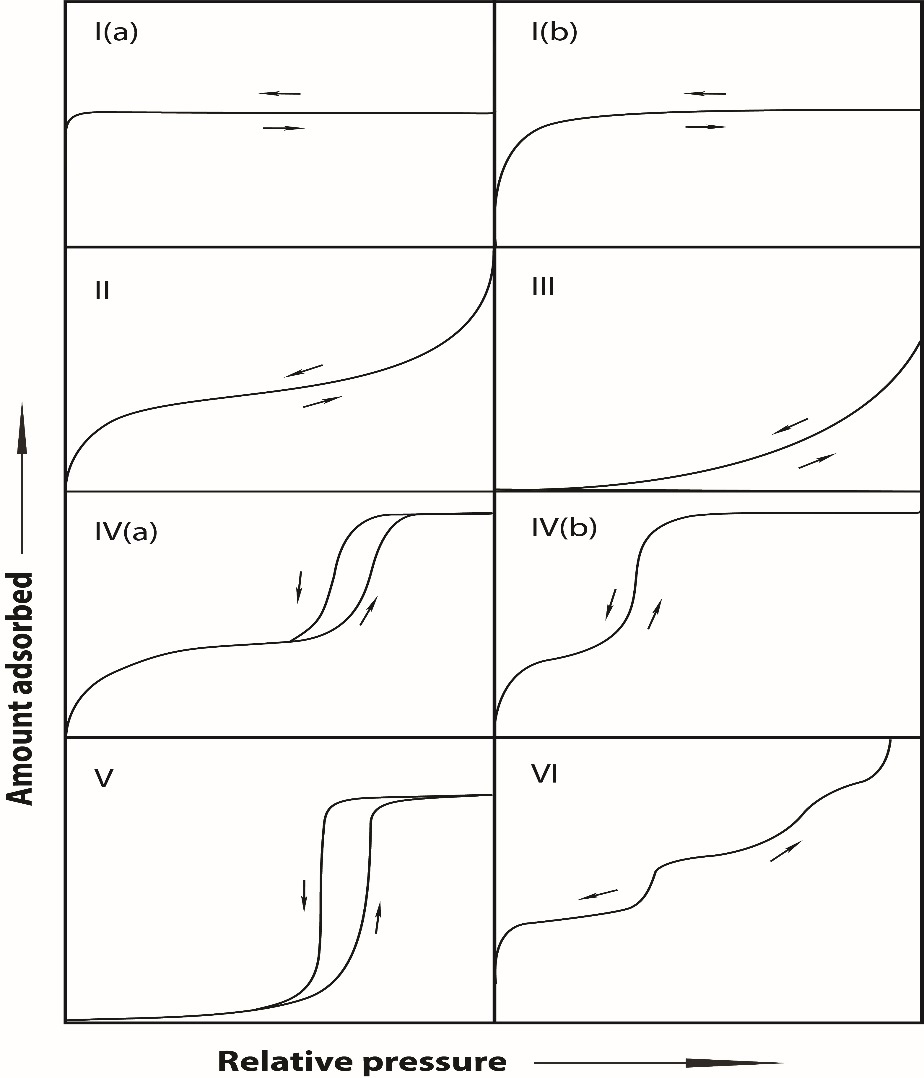 I(a)
I(b)
II
III
IV(a)
IV(b)
V
VI
Amount adsorbed
Relative pressure